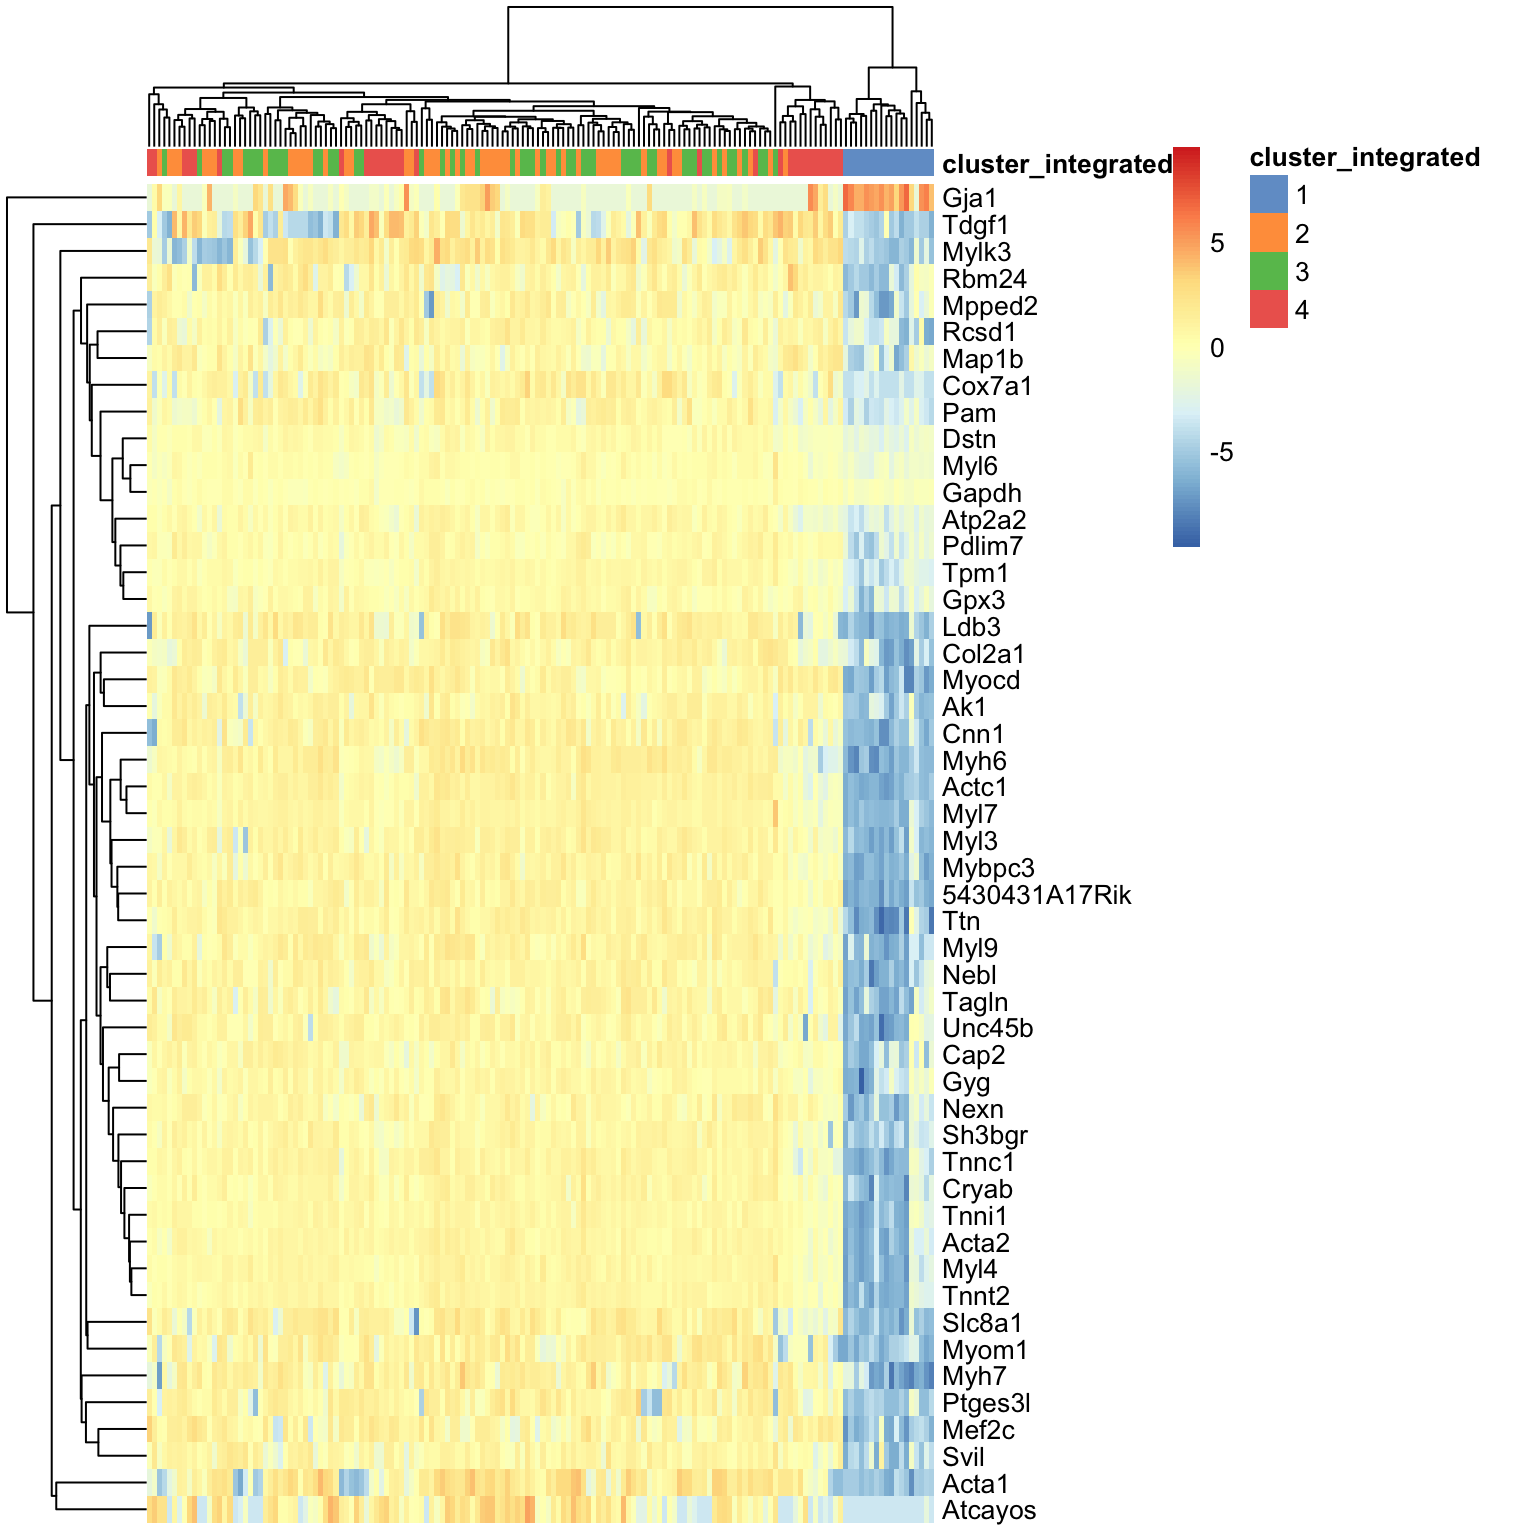 cluster_integrated
Gja1
Tdgf1
Mylk3
Rbm24
Mpped2
Rcsd1
Map1b
Cox7a1
Pam
Dstn
Myl6
Gapdh
Atp2a2
Pdlim7
Tpm1
Gpx3
Ldb3
Col2a1
Myocd
Ak1
Cnn1
Myh6
Actc1
Myl7
Myl3
Mybpc3
5430431A17Rik
Ttn
Myl9
Nebl
Tagln
Unc45b
Cap2
Gyg
Nexn
Sh3bgr
Tnnc1
Cryab
Tnni1
Acta2
Myl4
Tnnt2
Slc8a1
Myom1
Myh7
Ptges3l
Mef2c
Svil
Acta1
Atcayos
5
0
-5
cluster_integrated
1
2
3
4